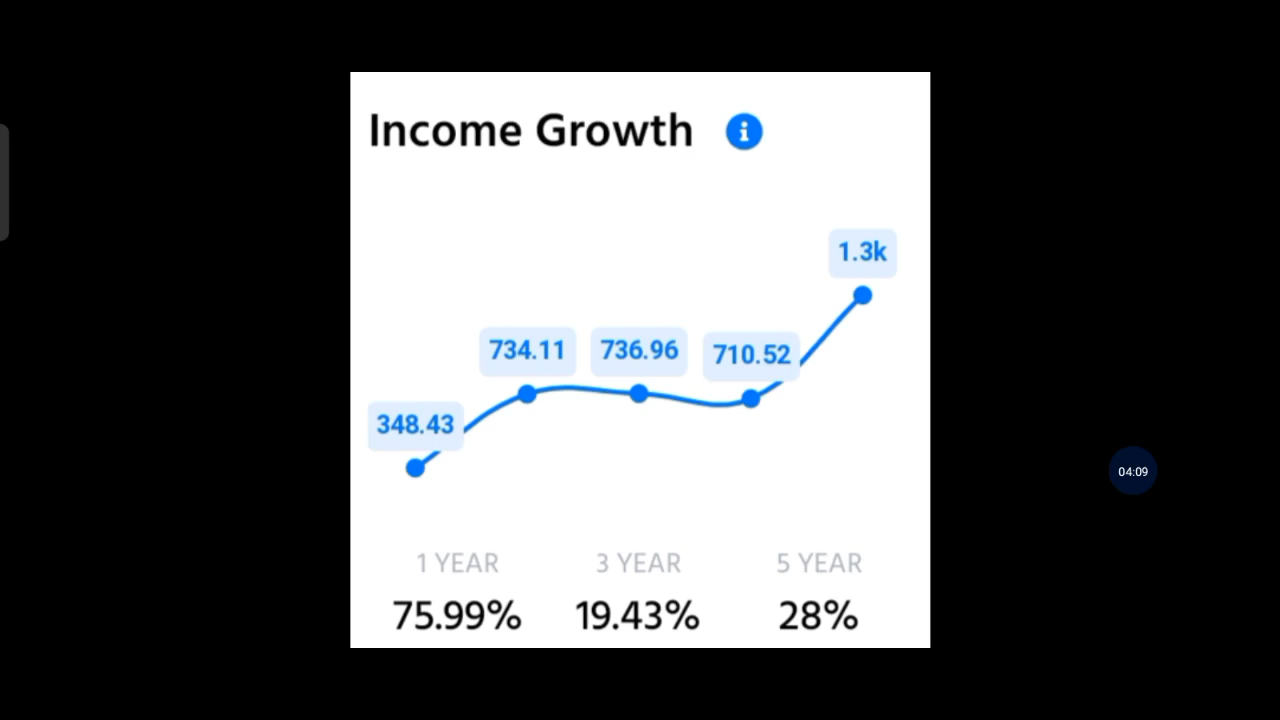 Income Growth i
1.3k
734.11 736.96 710.52
348.43
1 YEAR 3 YEAR 5 YEAR
75.99% 19.43% 28%
04:09